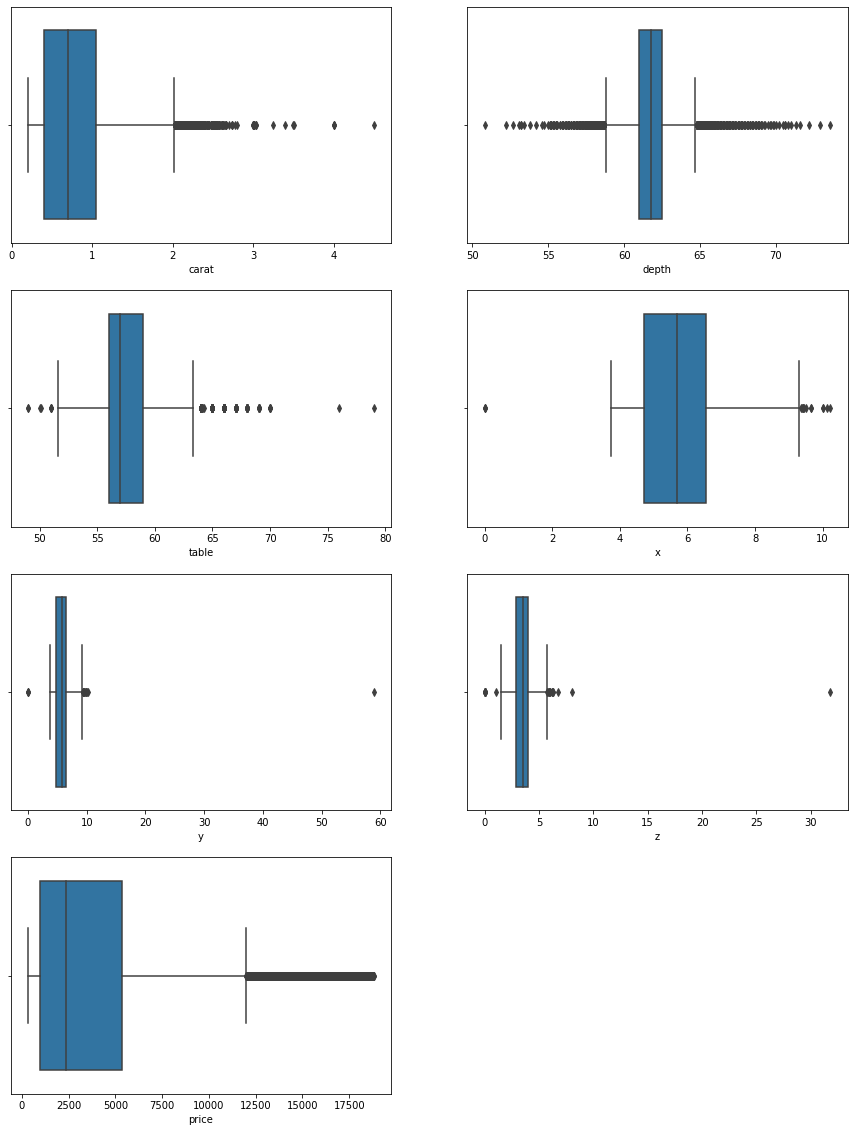 0 1 2 3 4
carat
50 55 60 65 70
depth
50 55 60 65 70 75 80
table
0 2 4 6 8 10
x
0 10 20 30 40 50 60
y
0 5 10 15 20 25 30
z
0 2500 5000 7500 10000 12500 15000 17500
price